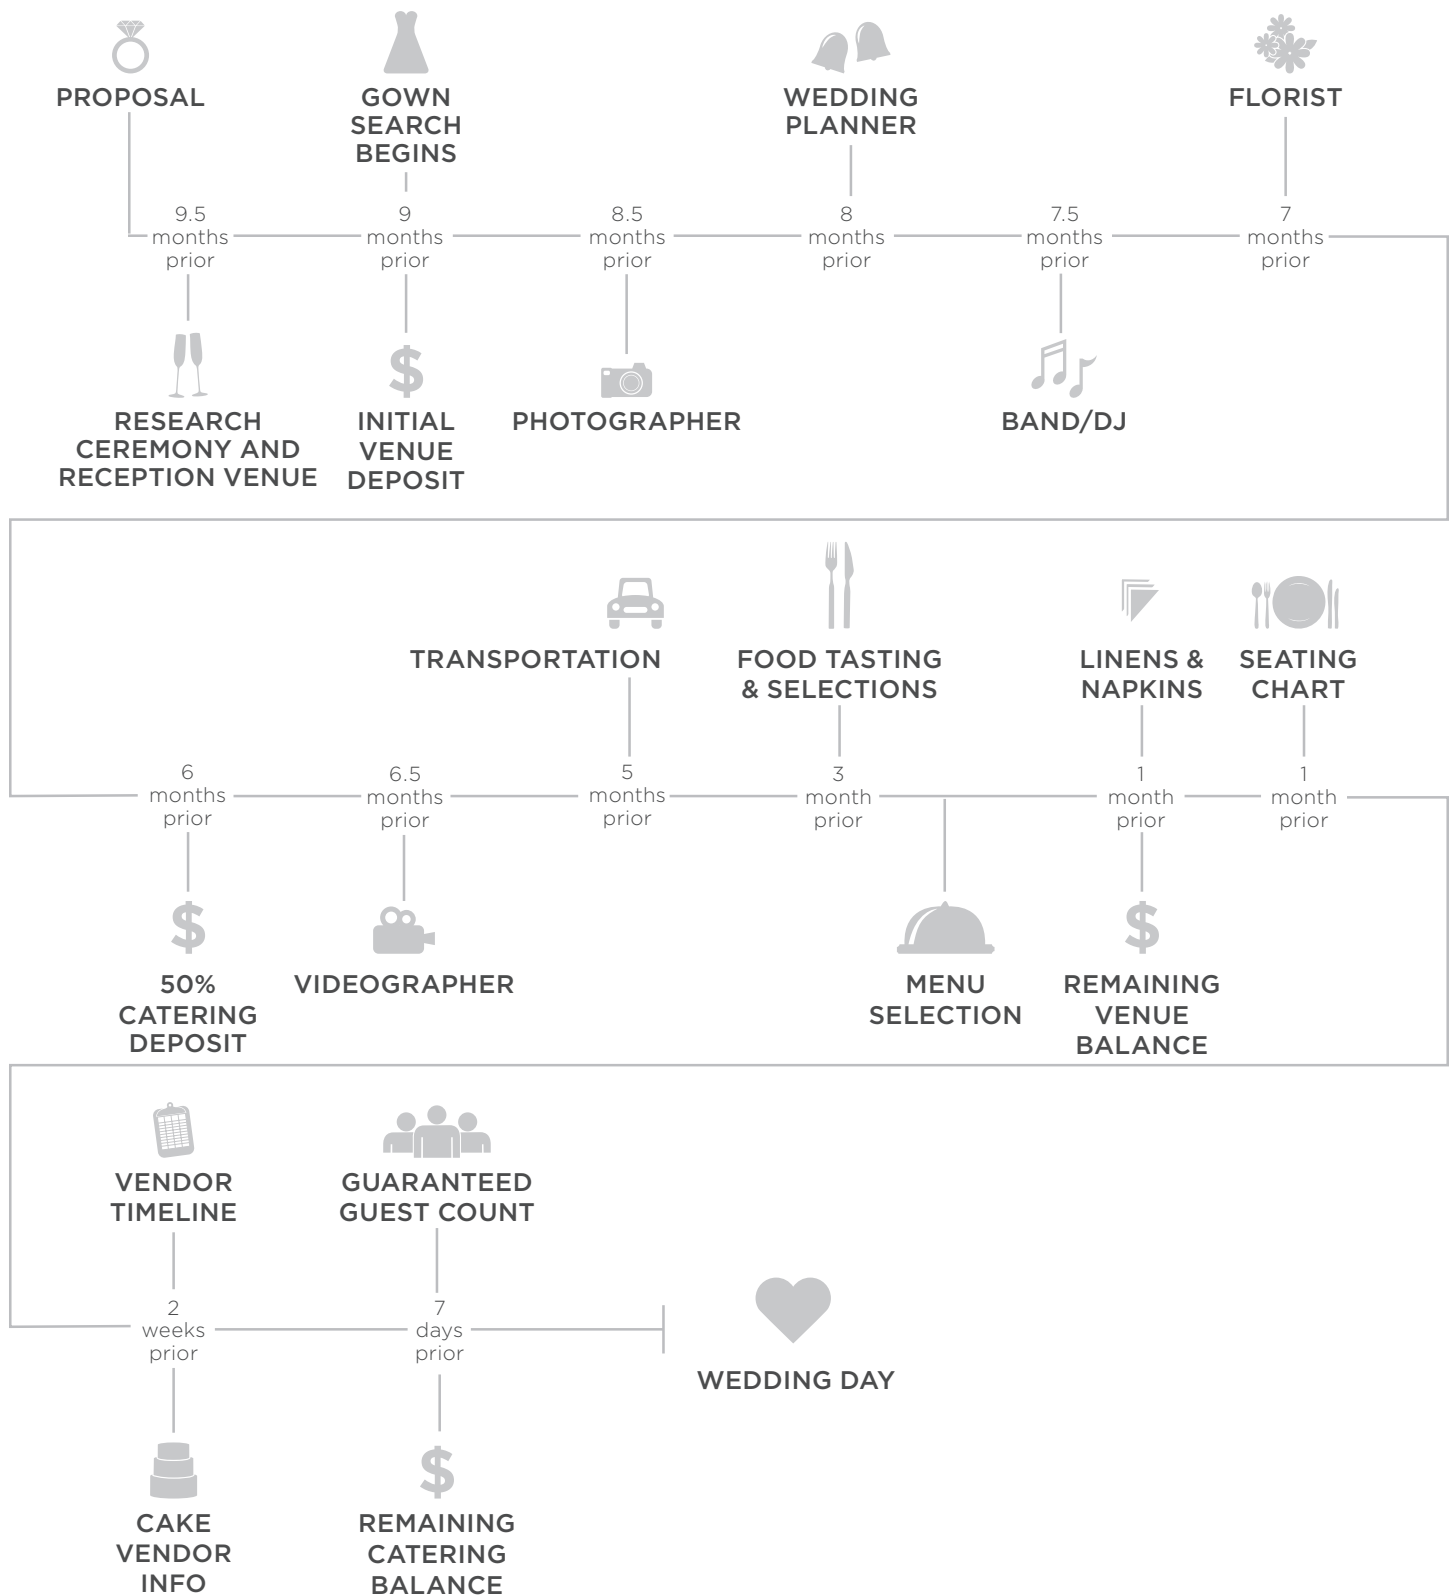 PROPOSAL
GOWN
SEARCH
BEGINS
WEDDING
PLANNER
FLORIST
9.5
months
prior
9
months
prior
8.5
months
prior
8
months
prior
7.5
months
prior
7
months
prior
RESEARCH
CEREMONY AND
RECEPTION VENUE
$
INITIAL
VENUE
DEPOSIT
PHOTOGRAPHER
BAND/DJ
TRANSPORTATION
FOOD TASTING
& SELECTIONS
LINENS &
NAPKINS
SEATING
CHART
6
months
prior
6.5
months
prior
5
months
prior
3
month
prior
1
month
prior
1
month
prior
$
50%
CATERING
DEPOSIT
VIDEOGRAPHER
MENU
SELECTION
$
REMAINING
VENUE
BALANCE
VENDOR
TIMELINE
GUARANTEED
GUEST COUNT
2
weeks
prior
7
days
prior
WEDDING DAY
CAKE
VENDOR
INFO
$
REMAINING
CATERING
BALANCE